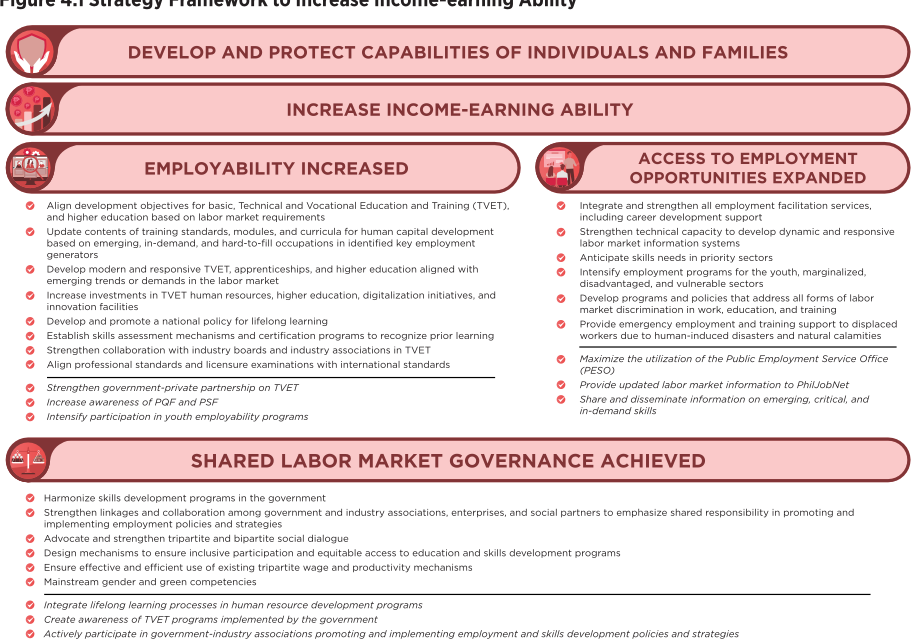 Figure 4.1 Strategy Framework to Increase Income-earning Ability
DEVELOP AND PROTECT CAPABILITIES OF INDIVIDUALS AND FAMILIES
INCREASE INCOME-EARNING ABILITY
EMPLOYABILITY INCREASED
Align development objectives for basic, Technical and Vocational Education and Training (TVET),
and higher education based on labor market requirements
Update contents of training standards, modules, and curricula for human capital development
based on emerging, in-demand, and hard-to-fill occupations in identified key employment
generators
Develop modern and responsive TVET, apprenticeships, and higher education aligned with
emerging trends or demands in the labor market
Increase investments in TVET human resources, higher education, digitalization initiatives, and
innovation facilities
Develop and promote a national policy for lifelong learning
Establish skills assessment mechanisms and certification programs to recognize prior learning
Strengthen collaboration with industry boards and industry associations in TVET
Align professional standards and licensure examinations with international standards
Strengthen government-private partnership on TVET
Increase awareness of PQF and PSF
Intensify participation in youth employability programs
ACCESS TO EMPLOYMENT
OPPORTUNITIES EXPANDED
Integrate and strengthen all employment facilitation services,
including career development support
Strengthen technical capacity to develop dynamic and responsive
labor market information systems
Anticipate skills needs in priority sectors
Intensify employment programs for the youth, marginalized,
disadvantaged, and vulnerable sectors
Develop programs and policies that address all forms of labor
market discrimination in work, education, and training
Provide emergency employment and training support to displaced
workers due to human-induced disasters and natural calamities
Maximize the utilization of the Public Employment Service Office
(PESO)
Provide updated labor market information to PhilJobNet
Share and disseminate information on emerging, critical, and
in-demand skills
SHARED LABOR MARKET GOVERNANCE ACHIEVED
Harmonize skills development programs in the government
Strengthen linkages and collaboration among government and industry associations, enterprises, and social partners to emphasize shared responsibility in promoting and
implementing employment policies and strategies
Advocate and strengthen tripartite and bipartite social dialogue
Design mechanisms to ensure inclusive participation and equitable access to education and skills development programs
Ensure effective and efficient use of existing tripartite wage and productivity mechanisms
Mainstream gender and green competencies
Integrate lifelong learning processes in human resource development programs
Create awareness of TVET programs implemented by the government
Actively participate in government-industry associations promoting and implementing employment and skills development policies and strategies